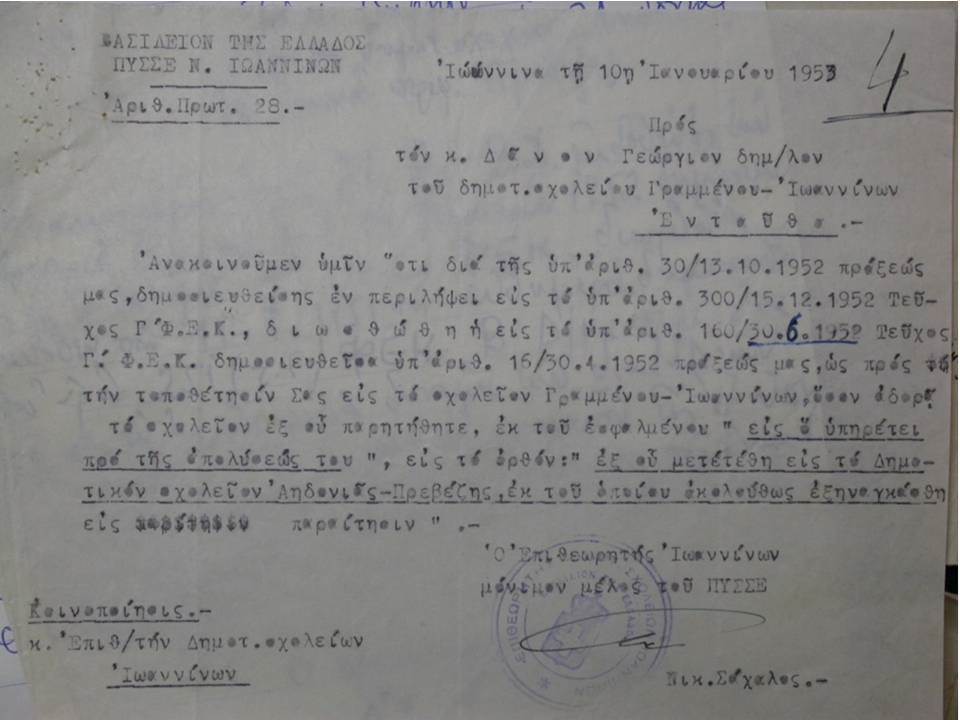 ΒΑΣΙΛΕΙΟΝ ΤΗΣ ΕΛΛΑΔΟΣ
ΠΥΣΣΕ Ν. ΙΩΑΝΝΙΝΩΝ
Ἀριθ.Πρωτ. 28.-
Ἰωάννινα τῇ 10η Ἰανουαρίου 1953
4
Πρός
τόν κ. Δ ᾶ ν ο ν Γεώργιον δημ/λον
τοῦ δημοτ.σχολείου Γραμμένου-Ἰωαννίνων
Ἐ ν τ α ῦ θ α .-
Ἀνακοινοῦμεν ὑμῖν ὅτι διά τῆς ὑπ'ἀριθ. 30/13.10.1952 πράξεώς
μας,δημοσιευθείσης ἐν περιλήψει εἰς τό ὑπ'ἀριθ. 300/15.12.1952 Τεῦ-
χος Γ΄Φ.Ε.Κ., δ ι ω ρ θ ώ θ η ἡ εἰς τό ὑπ'ἀριθ. 160/30.6.1952 Τεῦχος
Γ΄ Φ.Ε.Κ. δημοσιευθεῖσα ὑπ'ἀριθ. 16/30.4.1952 πράξεώς μας,ὡς πρός
τήν τοποθέτησίν Σας εἰς τό σχολεῖον Γραμμένου-Ἰωαννίνων,ὅσον ἀφορᾷ
τό σχολεῖον ἐξ οὗ παρητήθητε, ἐκ τοῦ ἐσφαλμένου " εἰς ὅ ὑπηρέτει
πρό τῆς ἀπολύσεώς του ", εἰς τό ὀρθόν:" ἐξ οὗ μετετέθη εἰς τό Δημο-
τικόν σχολεῖον Ἀηδονιᾶς-Πρεβέζης,ἐκ τοῦ ὁποίου ἀκολούθως ἐξηναγκάσθη
εἰς παραίτησιν " .-
Ὁ Ἐπιθεωρητής Ἰωαννίνων
μόνιμον μέλος τοῦ ΠΥΣΣΕ
Νικ.Σάχαλος.-
Κοινοποίησις.-
κ. Ἐπιθ/τήν Δημοτ.σχολείων
Ἰωαννίνων